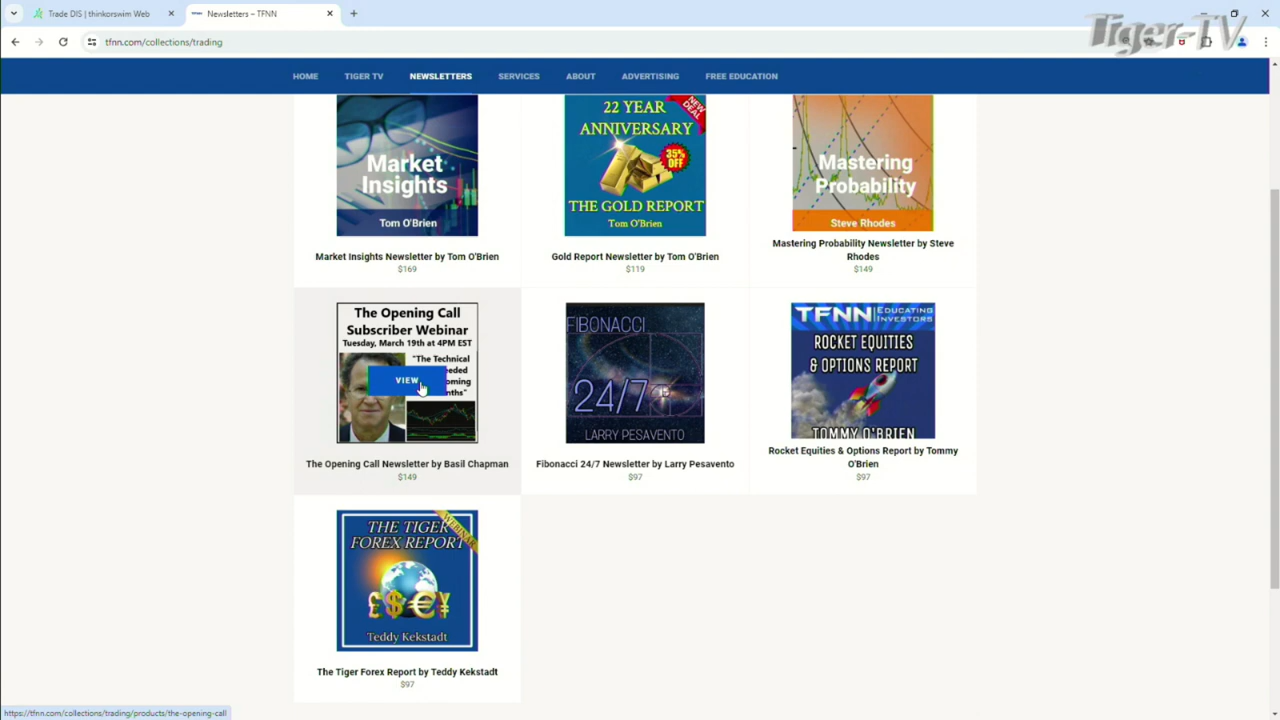 Trade DIS | thinkorswim Web
Newsletters – TFNN
tfnn.com/collections/trading
Tiger-TV
HOME
TIGER TV
NEWSLETTERS
SERVICES
ABOUT
ADVERTISING
FREE EDUCATION
Market
Insights
Tom O'Brien
Market Insights Newsletter by Tom O'Brien
$169
22 YEAR
ANNIVERSARY
NEW
DEAL
35%
OFF
THE GOLD REPORT
Tom O'Brien
Gold Report Newsletter by Tom O'Brien
$119
Mastering
Probability
Steve Rhodes
Mastering Probability Newsletter by Steve
Rhodes
$149
The Opening Call
Subscriber Webinar
Tuesday, March 19th at 4PM EST
"The Technical
VIEW
The Opening Call Newsletter by Basil Chapman
$149
FIBONACCI
24/7
LARRY PESAVENTO
Fibonacci 24/7 Newsletter by Larry Pesavento
$97
TFNN
EDUCATING
INVESTORS
ROCKET EQUITIES
& OPTIONS REPORT
TOMMY O'BRIEN
Rocket Equities & Options Report by Tommy
O'Brien
$97
THE TIGER
FOREX REPORT
WEBINAR
£$€¥
Teddy Kekstadt
The Tiger Forex Report by Teddy Kekstadt
$97
https://tfnn.com/collections/trading/products/the-opening-call